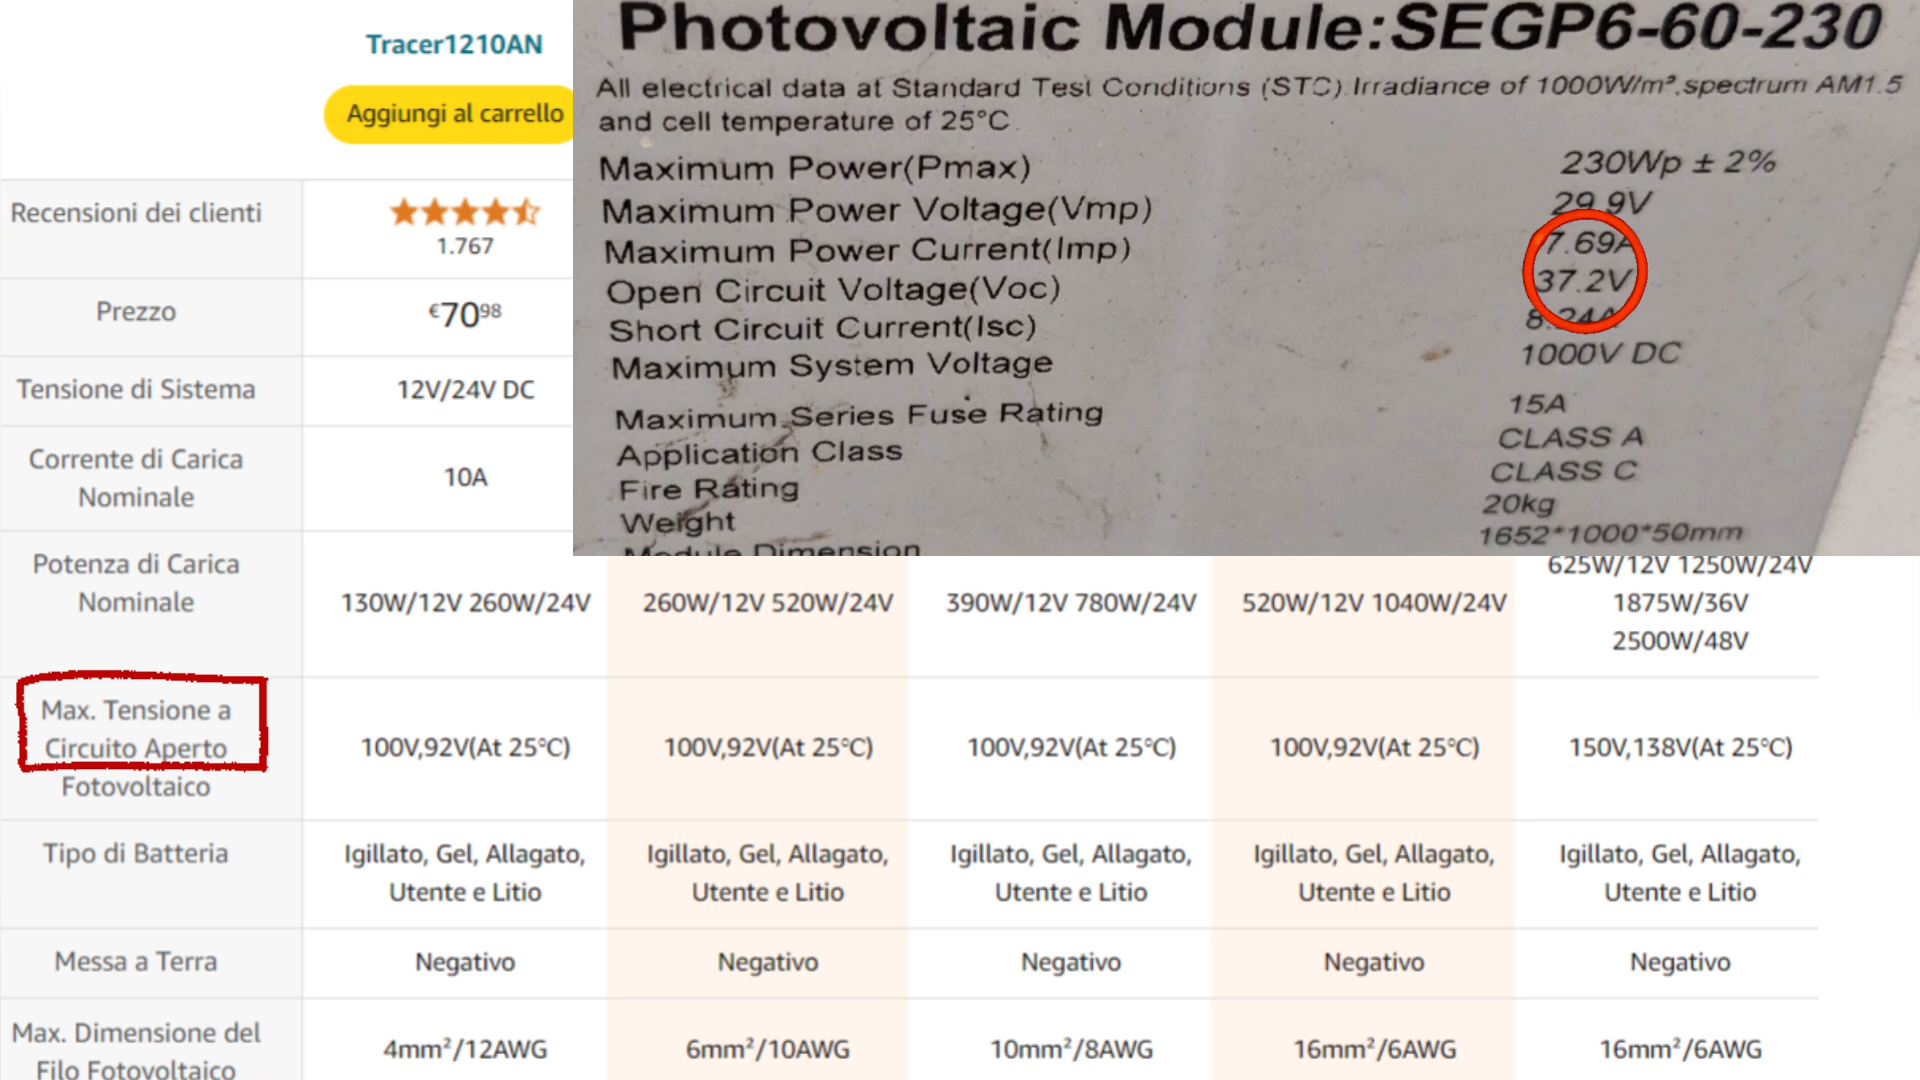 Tracer1210AN
Aggiungi al carrello
Recensioni dei clienti
1.767
Prezzo
€70⁹⁸
Tensione di Sistema
12V/24V DC
Corrente di Carica
Nominale
10A
Photovoltaic Module:SEGP6-60-230
All electrical data at Standard Test Conditions (STC).Irradiance of 1000W/m²,spectrum AM1.5
and cell temperature of 25°C.
Maximum Power(Pmax) 230Wp ± 2%
Maximum Power Voltage(Vmp) 29.9V
Maximum Power Current(Imp) 7.69A
Open Circuit Voltage(Voc) 37.2V
Short Circuit Current(Isc) 8.24A
Maximum System Voltage 1000V DC
Maximum Series Fuse Rating 15A
Application Class CLASS A
Fire Rating CLASS C
Weight 20kg
Module Dimension 1652*1000*50mm
Potenza di Carica
Nominale
130W/12V 260W/24V
260W/12V 520W/24V
390W/12V 780W/24V
520W/12V 1040W/24V
625W/12V 1250W/24V
1875W/36V
2500W/48V
Max. Tensione a
Circuito Aperto
Fotovoltaico
100V,92V(At 25℃)
100V,92V(At 25℃)
100V,92V(At 25℃)
100V,92V(At 25℃)
150V,138V(At 25℃)
Tipo di Batteria
Igillato, Gel, Allagato,
Utente e Litio
Igillato, Gel, Allagato,
Utente e Litio
Igillato, Gel, Allagato,
Utente e Litio
Igillato, Gel, Allagato,
Utente e Litio
Igillato, Gel, Allagato,
Utente e Litio
Messa a Terra
Negativo
Negativo
Negativo
Negativo
Negativo
Max. Dimensione del
Filo Fotovoltaico
4mm²/12AWG
6mm²/10AWG
10mm²/8AWG
16mm²/6AWG
16mm²/6AWG